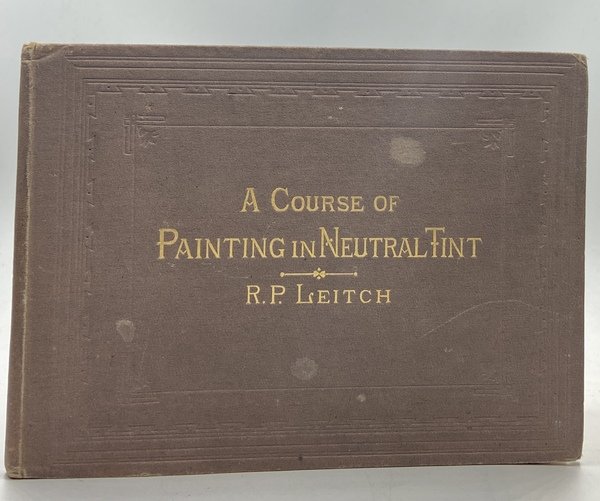 A COURSE OF
PAINTING IN NEUTRAL TINT
R.P. LEITCH